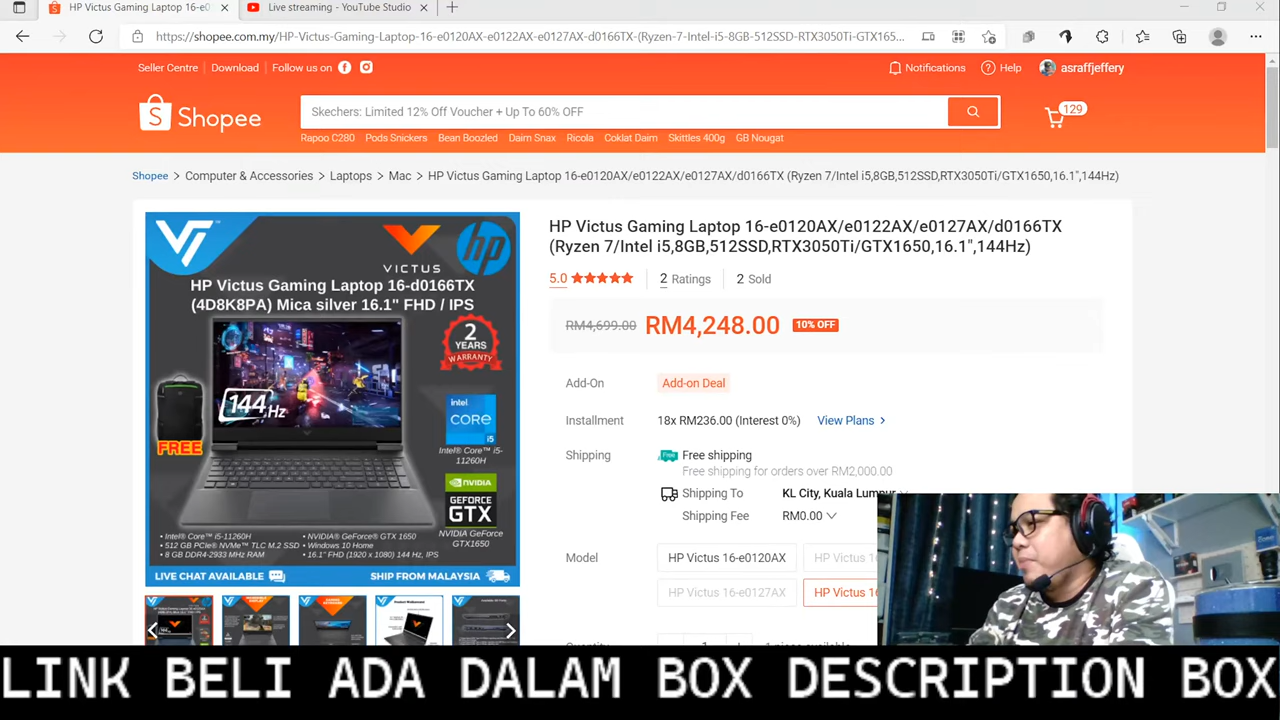 HP Victus Gaming Laptop 16-e0
Live streaming - YouTube Studio
https://shopee.com.my/HP-Victus-Gaming-Laptop-16-e0120AX-e0122AX-e0127AX-d0166TX-(Ryzen-7-Intel-i5-8GB-512SSD-RTX3050Ti-GTX165...
Seller Centre Download Follow us on
Notifications Help asraffjeffery
Shopee
Skechers: Limited 12% Off Voucher + Up To 60% OFF
129
Rapoo C280 Pods Snickers Bean Boozled Daim Snax Ricola Coklat Daim Skittles 400g GB Nougat
Shopee > Computer & Accessories > Laptops > Mac > HP Victus Gaming Laptop 16-e0120AX/e0122AX/e0127AX/d0166TX (Ryzen 7/Intel i5,8GB,512SSD,RTX3050Ti/GTX1650,16.1",144Hz)
VICTUS
hp
HP Victus Gaming Laptop 16-d0166TX
(4D8K8PA) Mica silver 16.1" FHD / IPS
2
YEARS
WARRANTY
144Hz
FREE
intel
CORE
i5
Intel® Core™ i5-
11260H
NVIDIA
GEFORCE
GTX
NVIDIA GeForce
GTX1650
• Intel® Core™ i5-11260H
• 512 GB PCIe® NVMe™ TLC M.2 SSD
• 8 GB DDR4-2933 MHz RAM
• NVIDIA® GeForce® GTX 1650
• Windows 10 Home
• 16.1" FHD (1920 x 1080) 144 Hz, IPS
LIVE CHAT AVAILABLE
SHIP FROM MALAYSIA
HP Victus Gaming Laptop 16-e0120AX/e0122AX/e0127AX/d0166TX
(Ryzen 7/Intel i5,8GB,512SSD,RTX3050Ti/GTX1650,16.1",144Hz)
5.0 2 Ratings 2 Sold
RM4,699.00 RM4,248.00 10% OFF
Add-On Add-on Deal
Installment 18x RM236.00 (Interest 0%) View Plans >
Shipping Free shipping
Free shipping for orders over RM2,000.00
Shipping To KL City, Kuala Lumpur
Shipping Fee RM0.00
Model HP Victus 16-e0120AX HP Victus 16-
HP Victus 16-e0127AX HP Victus 16
LINK BELI ADA DALAM BOX DESCRIPTION BOX